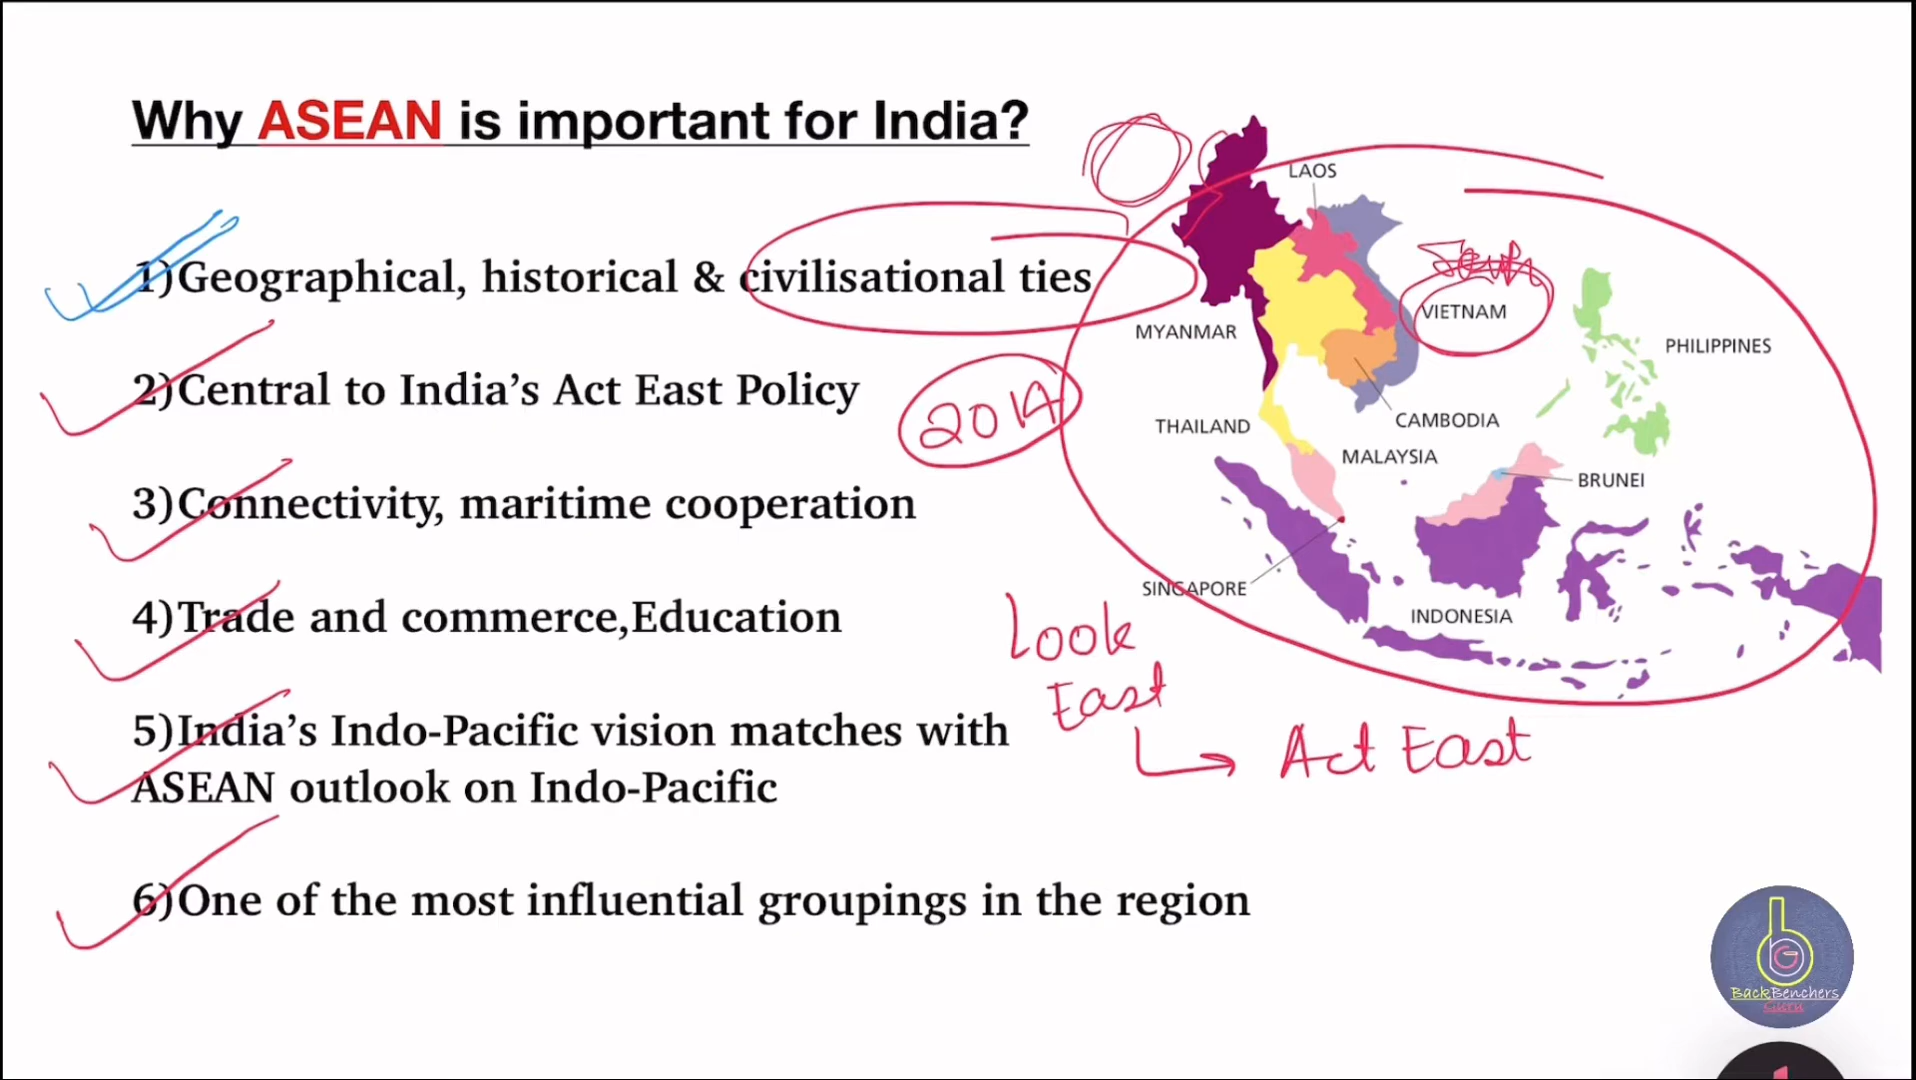 Why ASEAN is important for India?
1)Geographical, historical & civilisational ties
2)Central to India’s Act East Policy
3)Connectivity, maritime cooperation
4)Trade and commerce,Education
5)India’s Indo-Pacific vision matches with
ASEAN outlook on Indo-Pacific
6)One of the most influential groupings in the region
2014
LAOS
VIETNAM
MYANMAR
PHILIPPINES
THAILAND
CAMBODIA
MALAYSIA
BRUNEI
SINGAPORE
INDONESIA
Look
East
Act East
BackBenchers
Guru